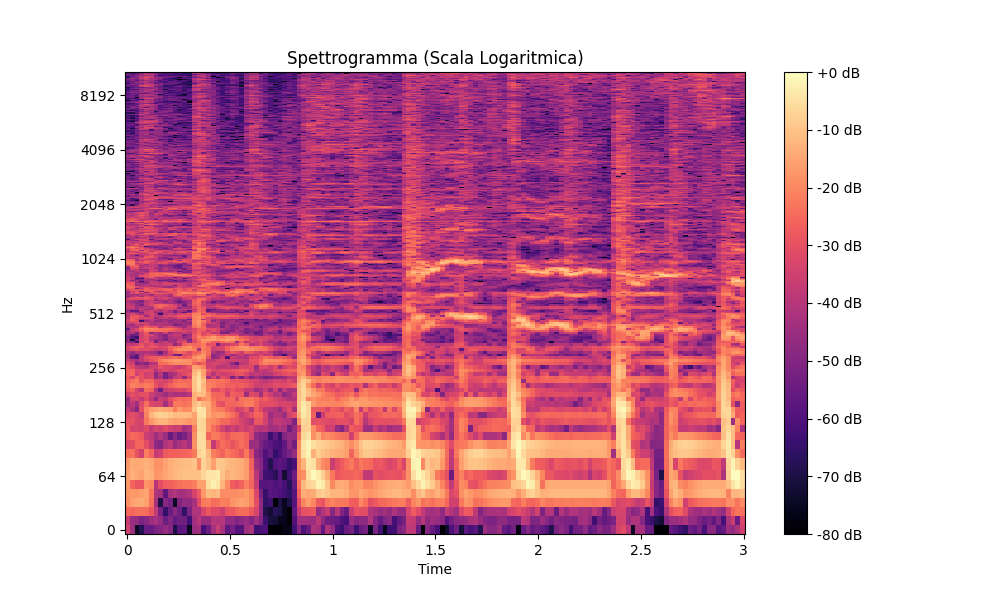 Spettrogramma (Scala Logaritmica)
8192
4096
2048
1024
512
256
128
64
0
Hz
0
0.5
1
1.5
2
2.5
3
Time
+0 dB
-10 dB
-20 dB
-30 dB
-40 dB
-50 dB
-60 dB
-70 dB
-80 dB